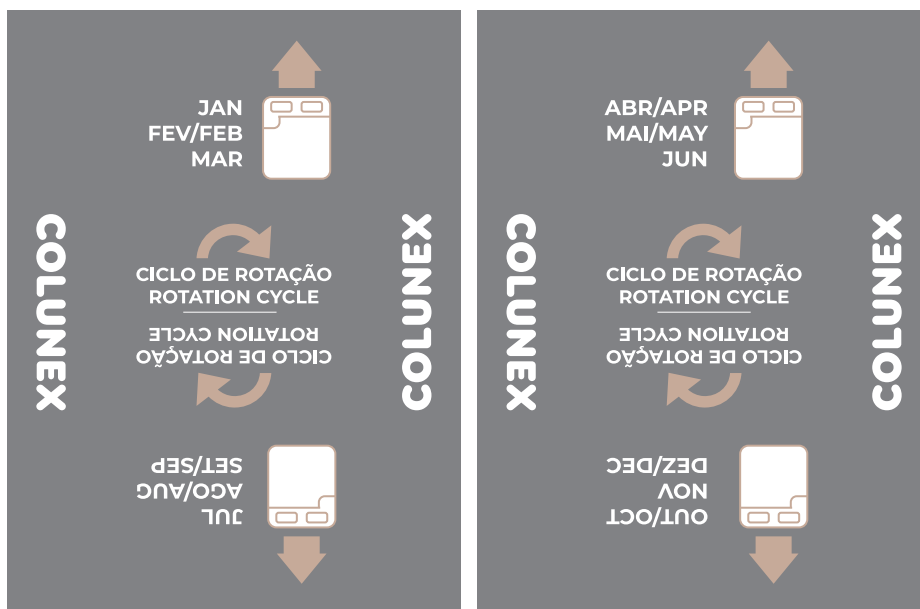 JAN
FEV/FEB
MAR
COLUNEX
CICLO DE ROTAÇÃO
ROTATION CYCLE
CICLO DE ROTAÇÃO
ROTATION CYCLE
COLUNEX
JUL
AGO/AUG
SET/SEP
ABR/APR
MAI/MAY
JUN
COLUNEX
CICLO DE ROTAÇÃO
ROTATION CYCLE
CICLO DE ROTAÇÃO
ROTATION CYCLE
COLUNEX
OUT/OCT
NOV
DEZ/DEC